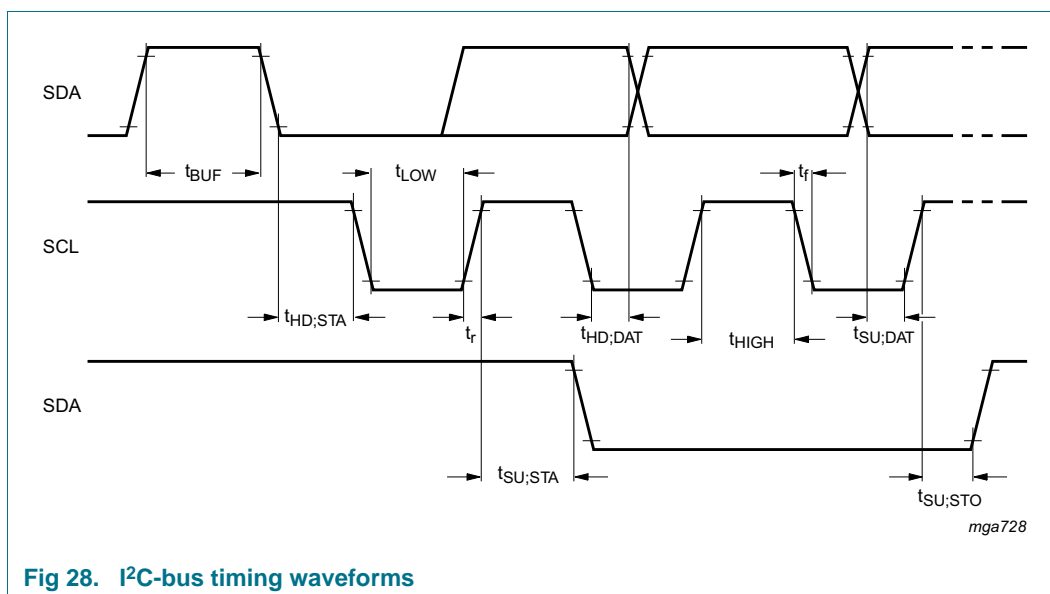 SDA
tBUF
tLOW
tf
SCL
tHD;STA
tr
tHD;DAT
tHIGH
tSU;DAT
SDA
tSU;STA
tSU;STO
mga728
Fig 28. I²C-bus timing waveforms